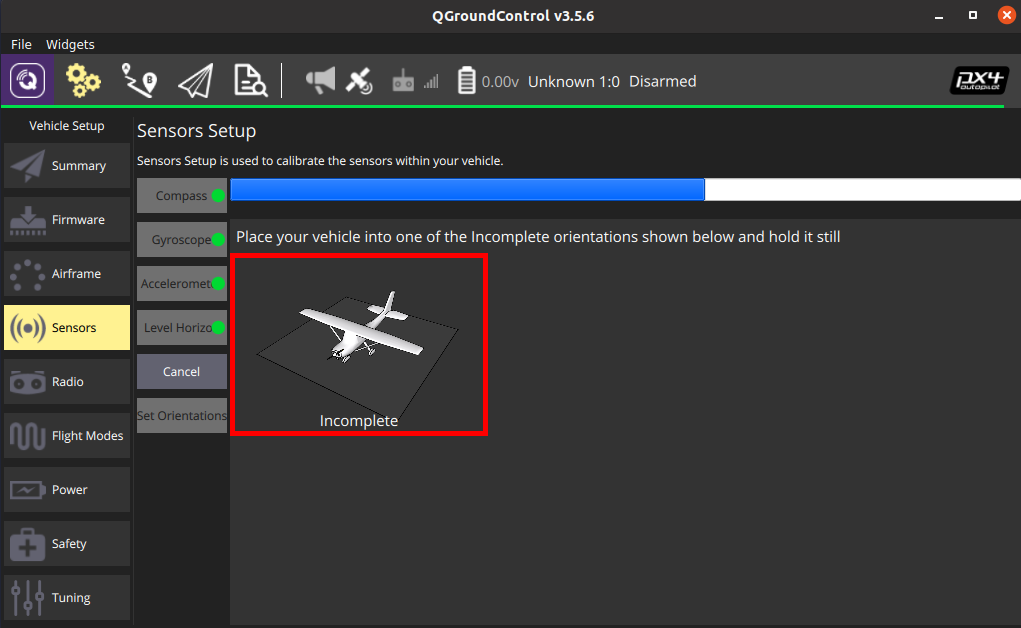 QGroundControl v3.5.6
File Widgets
B 0.00v Unknown 1:0 Disarmed px4 autopilot
Vehicle Setup
Summary
Firmware
Airframe
Sensors
Radio
Flight Modes
Power
Safety
Tuning
Sensors Setup
Sensors Setup is used to calibrate the sensors within your vehicle.
Compass
Gyroscope
Acceleromet
Level Horizo
Cancel
Set Orientations
Place your vehicle into one of the Incomplete orientations shown below and hold it still
Incomplete